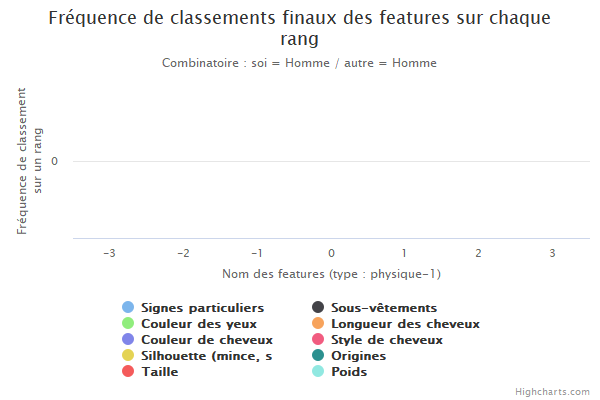 Fréquence de classements finaux des features sur chaque
rang
Combinatoire : soi = Homme / autre = Homme
Fréquence de classement
sur un rang
0
-3 -2 -1 0 1 2 3
Nom des features (type : physique-1)
Signes particuliers
Couleur des yeux
Couleur de cheveux
Silhouette (mince, s
Taille
Sous-vêtements
Longueur des cheveux
Style de cheveux
Origines
Poids
Highcharts.com